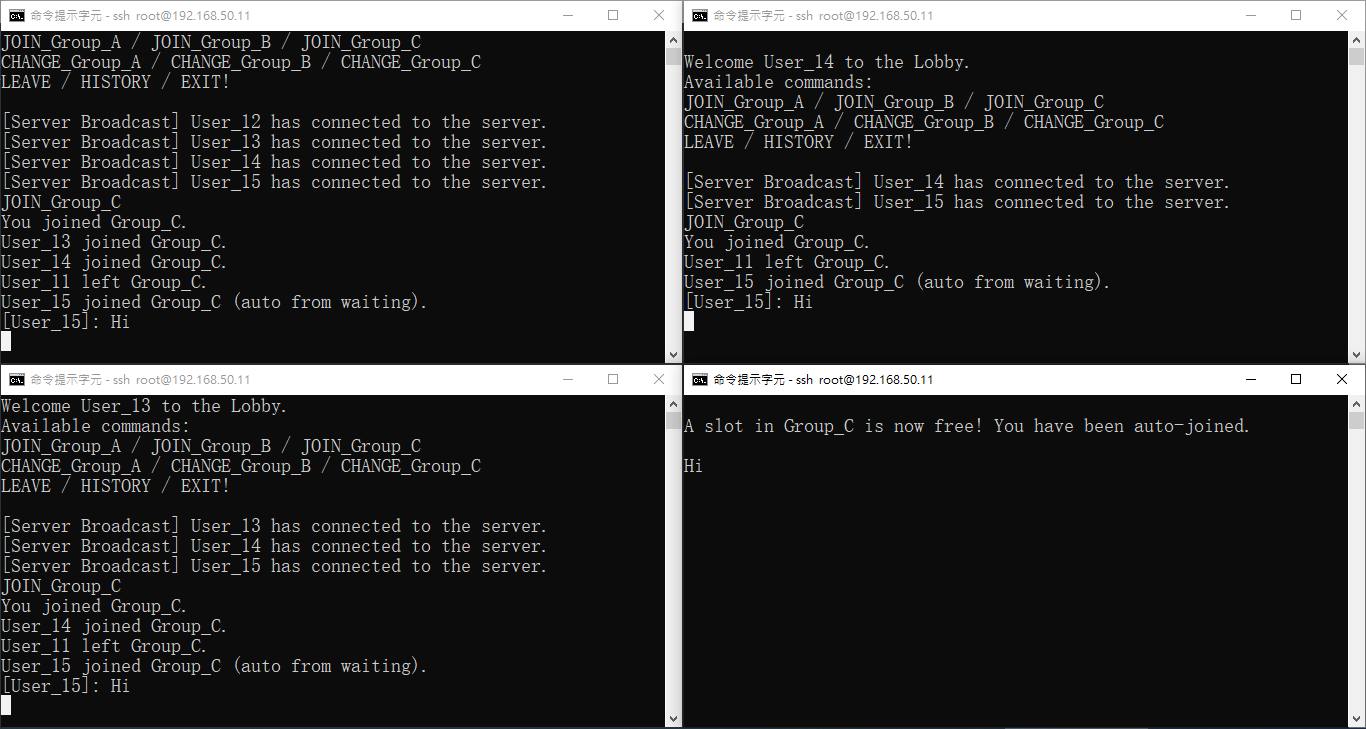 命令提示字元 - ssh root@192.168.50.11
JOIN_Group_A / JOIN_Group_B / JOIN_Group_C
CHANGE_Group_A / CHANGE_Group_B / CHANGE_Group_C
LEAVE / HISTORY / EXIT!
[Server Broadcast] User_12 has connected to the server.
[Server Broadcast] User_13 has connected to the server.
[Server Broadcast] User_14 has connected to the server.
[Server Broadcast] User_15 has connected to the server.
JOIN_Group_C
You joined Group_C.
User_13 joined Group_C.
User_14 joined Group_C.
User_11 left Group_C.
User_15 joined Group_C (auto from waiting).
[User_15]: Hi
命令提示字元 - ssh root@192.168.50.11
Welcome User_14 to the Lobby.
Available commands:
JOIN_Group_A / JOIN_Group_B / JOIN_Group_C
CHANGE_Group_A / CHANGE_Group_B / CHANGE_Group_C
LEAVE / HISTORY / EXIT!
[Server Broadcast] User_14 has connected to the server.
[Server Broadcast] User_15 has connected to the server.
JOIN_Group_C
You joined Group_C.
User_11 left Group_C.
User_15 joined Group_C (auto from waiting).
[User_15]: Hi
命令提示字元 - ssh root@192.168.50.11
Welcome User_13 to the Lobby.
Available commands:
JOIN_Group_A / JOIN_Group_B / JOIN_Group_C
CHANGE_Group_A / CHANGE_Group_B / CHANGE_Group_C
LEAVE / HISTORY / EXIT!
[Server Broadcast] User_13 has connected to the server.
[Server Broadcast] User_14 has connected to the server.
[Server Broadcast] User_15 has connected to the server.
JOIN_Group_C
You joined Group_C.
User_14 joined Group_C.
User_11 left Group_C.
User_15 joined Group_C (auto from waiting).
[User_15]: Hi
命令提示字元 - ssh root@192.168.50.11
A slot in Group_C is now free! You have been auto-joined.
Hi